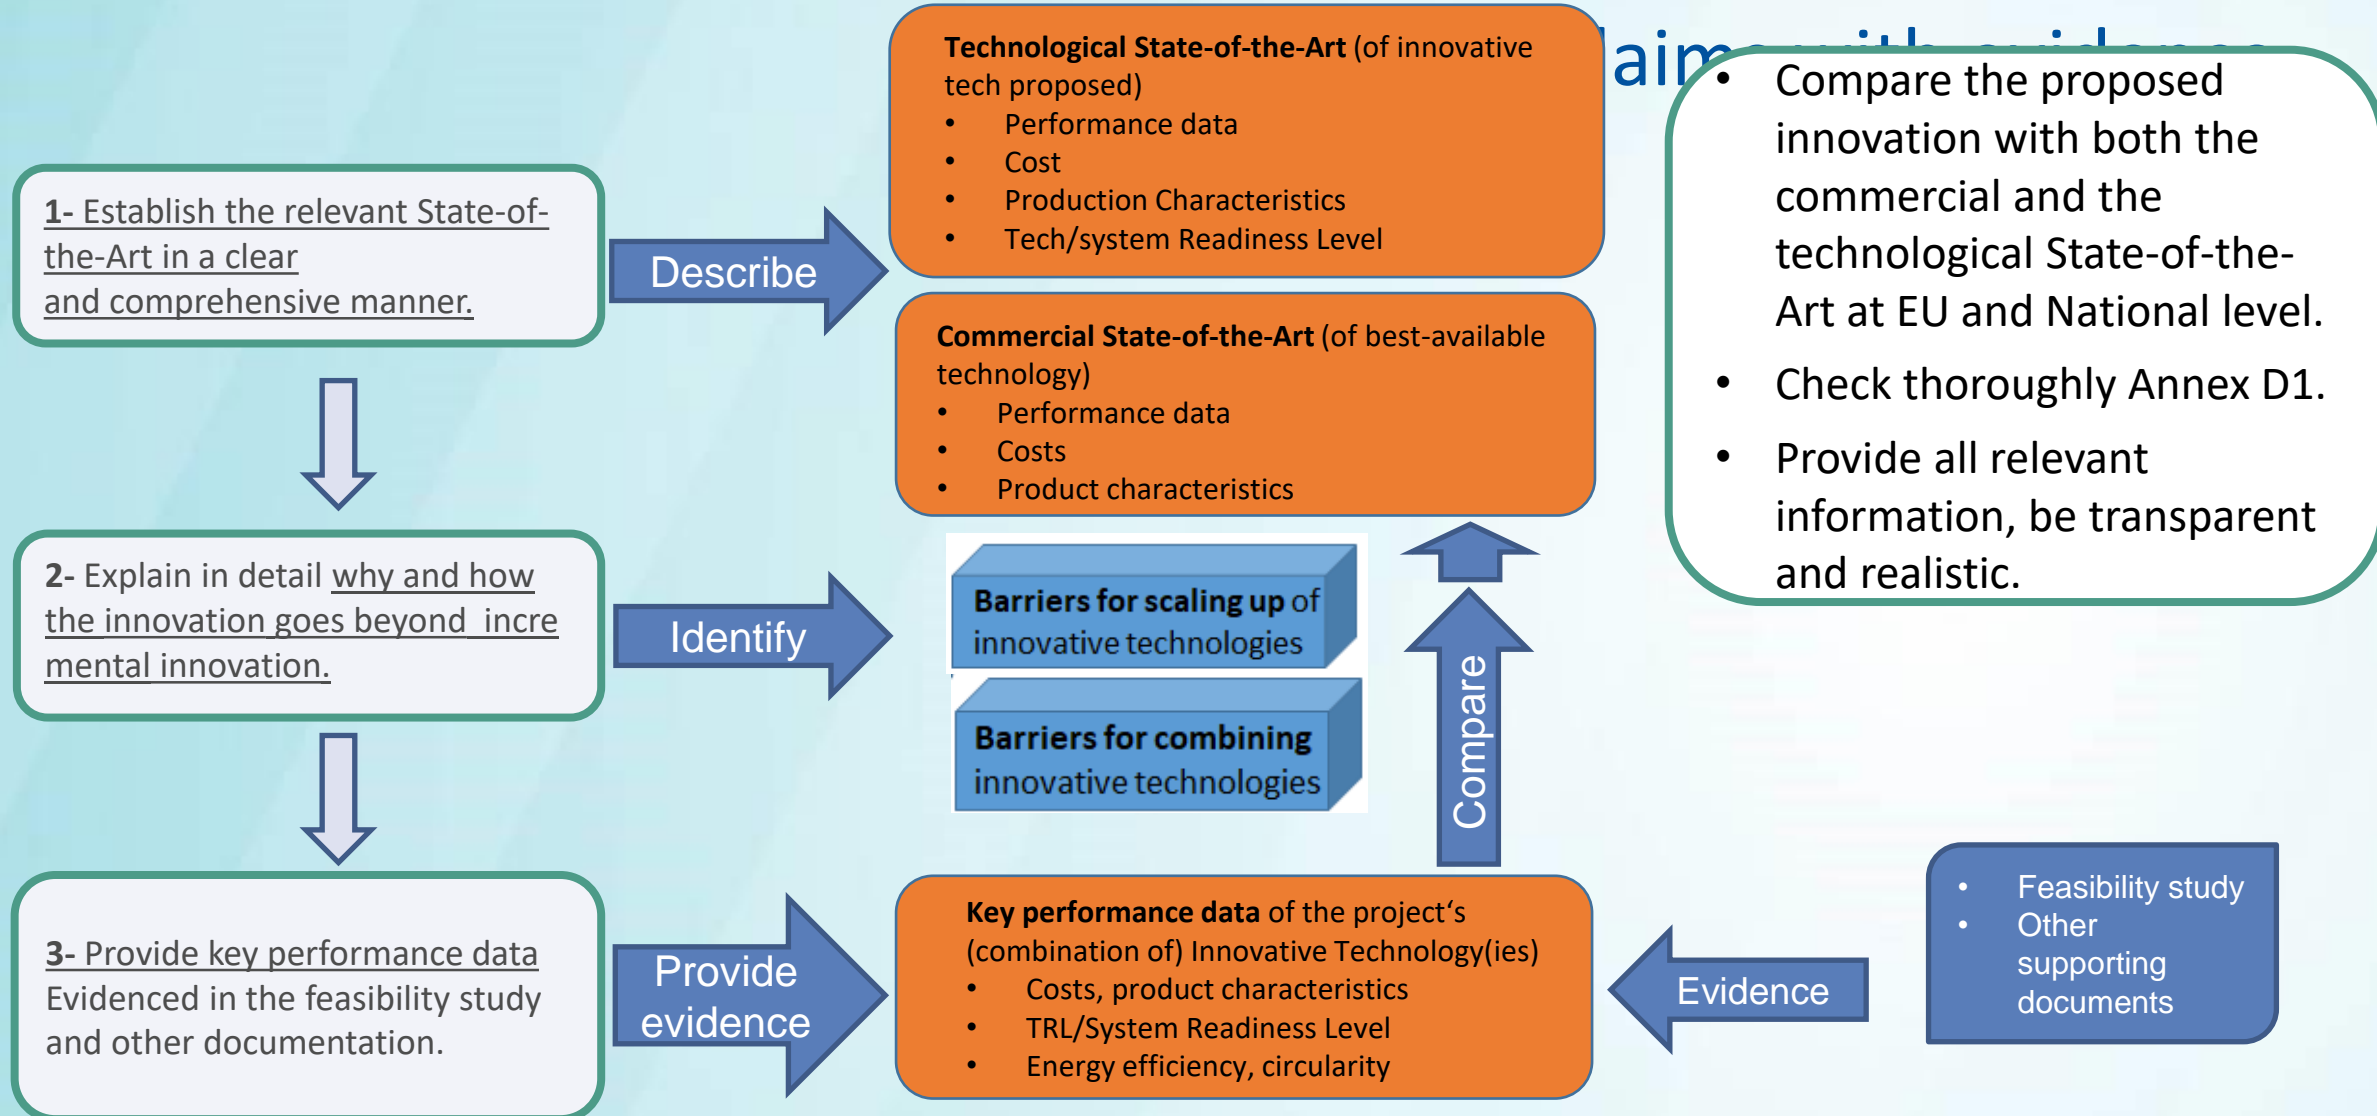 1- Establish the relevant State-of-
the-Art in a clear
and comprehensive manner.
Describe
Technological State-of-the-Art (of innovative
tech proposed)
• Performance data
• Cost
• Production Characteristics
• Tech/system Readiness Level
Commercial State-of-the-Art (of best-available
technology)
• Performance data
• Costs
• Product characteristics
• Compare the proposed
innovation with both the
commercial and the
technological State-of-the-
Art at EU and National level.
• Check thoroughly Annex D1.
• Provide all relevant
information, be transparent
and realistic.
2- Explain in detail why and how
the innovation goes beyond incre
mental innovation.
Identify
Barriers for scaling up of
innovative technologies
Barriers for combining
innovative technologies
Compare
3- Provide key performance data
Evidenced in the feasibility study
and other documentation.
Provide
evidence
Key performance data of the project‘s
(combination of) Innovative Technology(ies)
• Costs, product characteristics
• TRL/System Readiness Level
• Energy efficiency, circularity
Evidence
• Feasibility study
• Other
supporting
documents